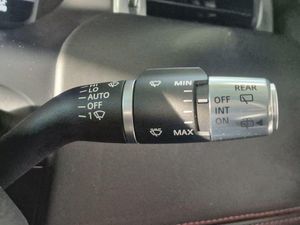 LO
AUTO
OFF
1
MIN
MAX
REAR
OFF
INT
ON